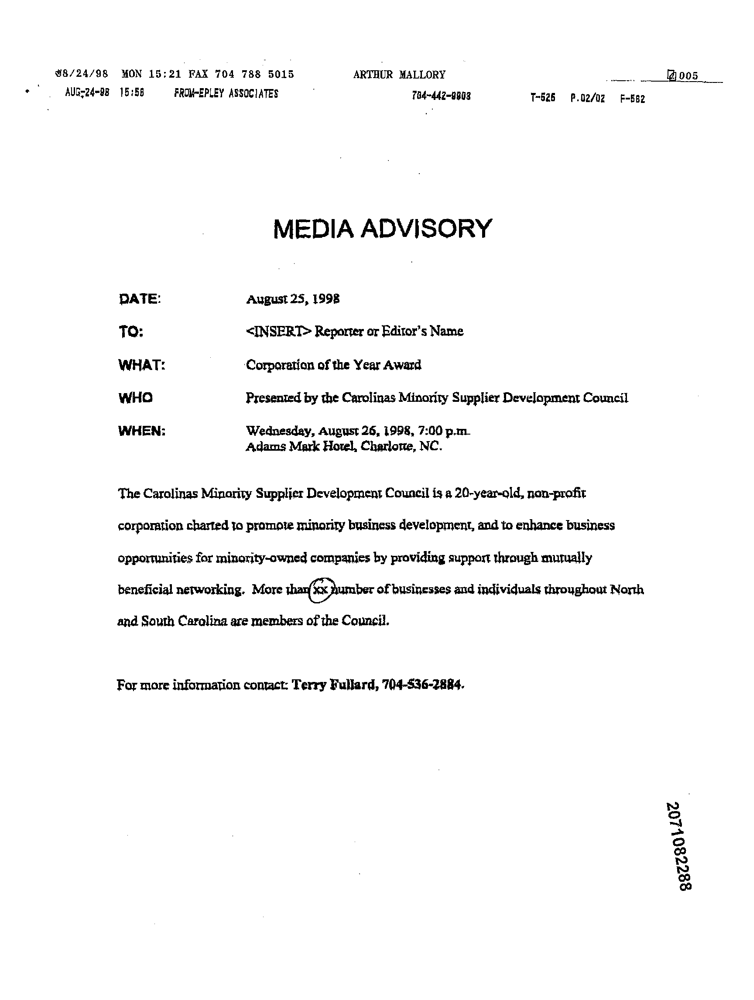 08/24/98 MON 15:21 FAX 704 788 5015 ARTHUR MALLORY 005
AUG-24-98 15:56 FROM-EPLEY ASSOCIATES 704-442-9903 T-526 P.02/02 F-582
MEDIA ADVISORY
DATE: August 25, 1998
TO: <INSERT> Reporter or Editor's Name
WHAT: Corporation of the Year Award
WHO Presented by the Carolinas Minority Supplier Development Council
WHEN: Wednesday, August 26, 1998, 7:00 p.m.
Adams Mark Hotel, Charlotte, NC.
The Carolinas Minority Supplier Development Council is a 20-year-old, non-profit
corporation charted to promote minority business development, and to enhance business
opportunities for minority-owned companies by providing support through mutually
beneficial networking. More than xx number of businesses and individuals throughout North
and South Carolina are members of the Council.
For more information contact: Terry Fullard, 704-536-2884.
2071082288